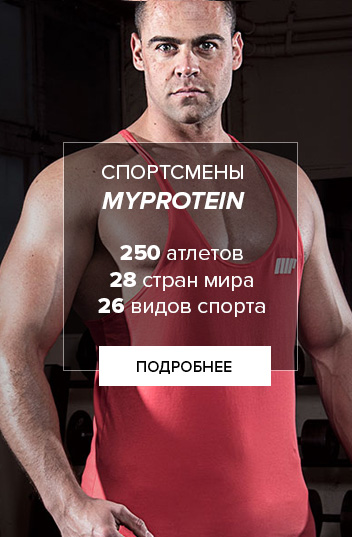 СПОРТСМЕНЫ
MYPROTEIN
250 атлетов
28 стран мира
26 видов спорта
ПОДРОБНЕЕ